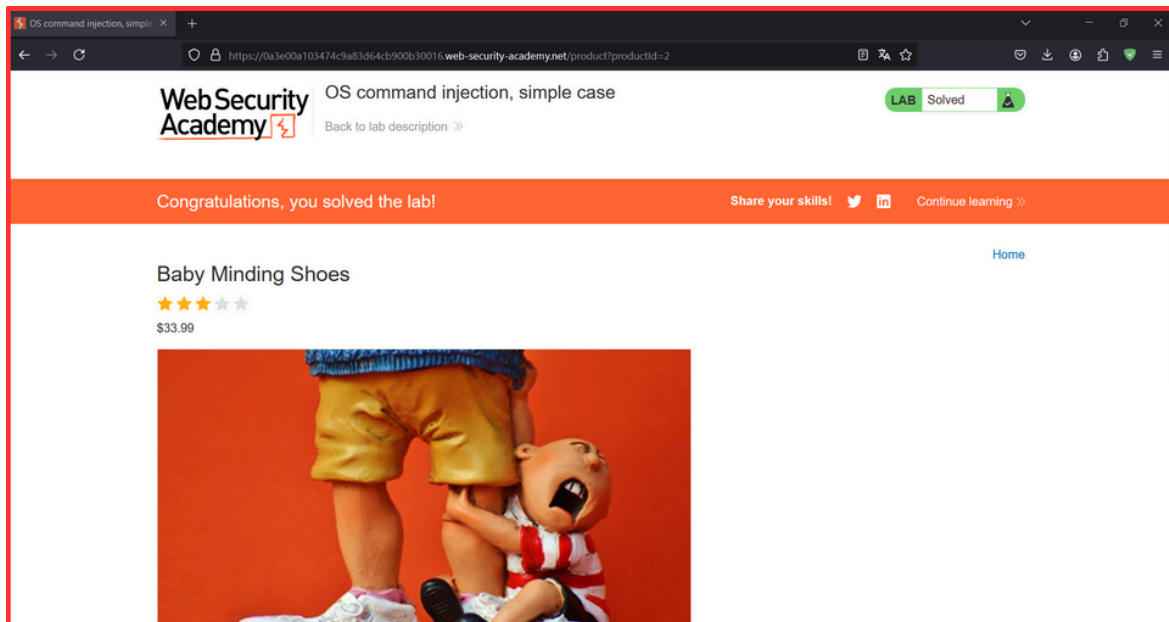 OS command injection, simple
https://0a3e00a103474c9a83d64cb900b30016.web-security-academy.net/product?productId=2
WebSecurity
Academy
OS command injection, simple case
Back to lab description
LAB Solved
Congratulations, you solved the lab!
Share your skills!
Continue learning
Home
Baby Minding Shoes
$33.99